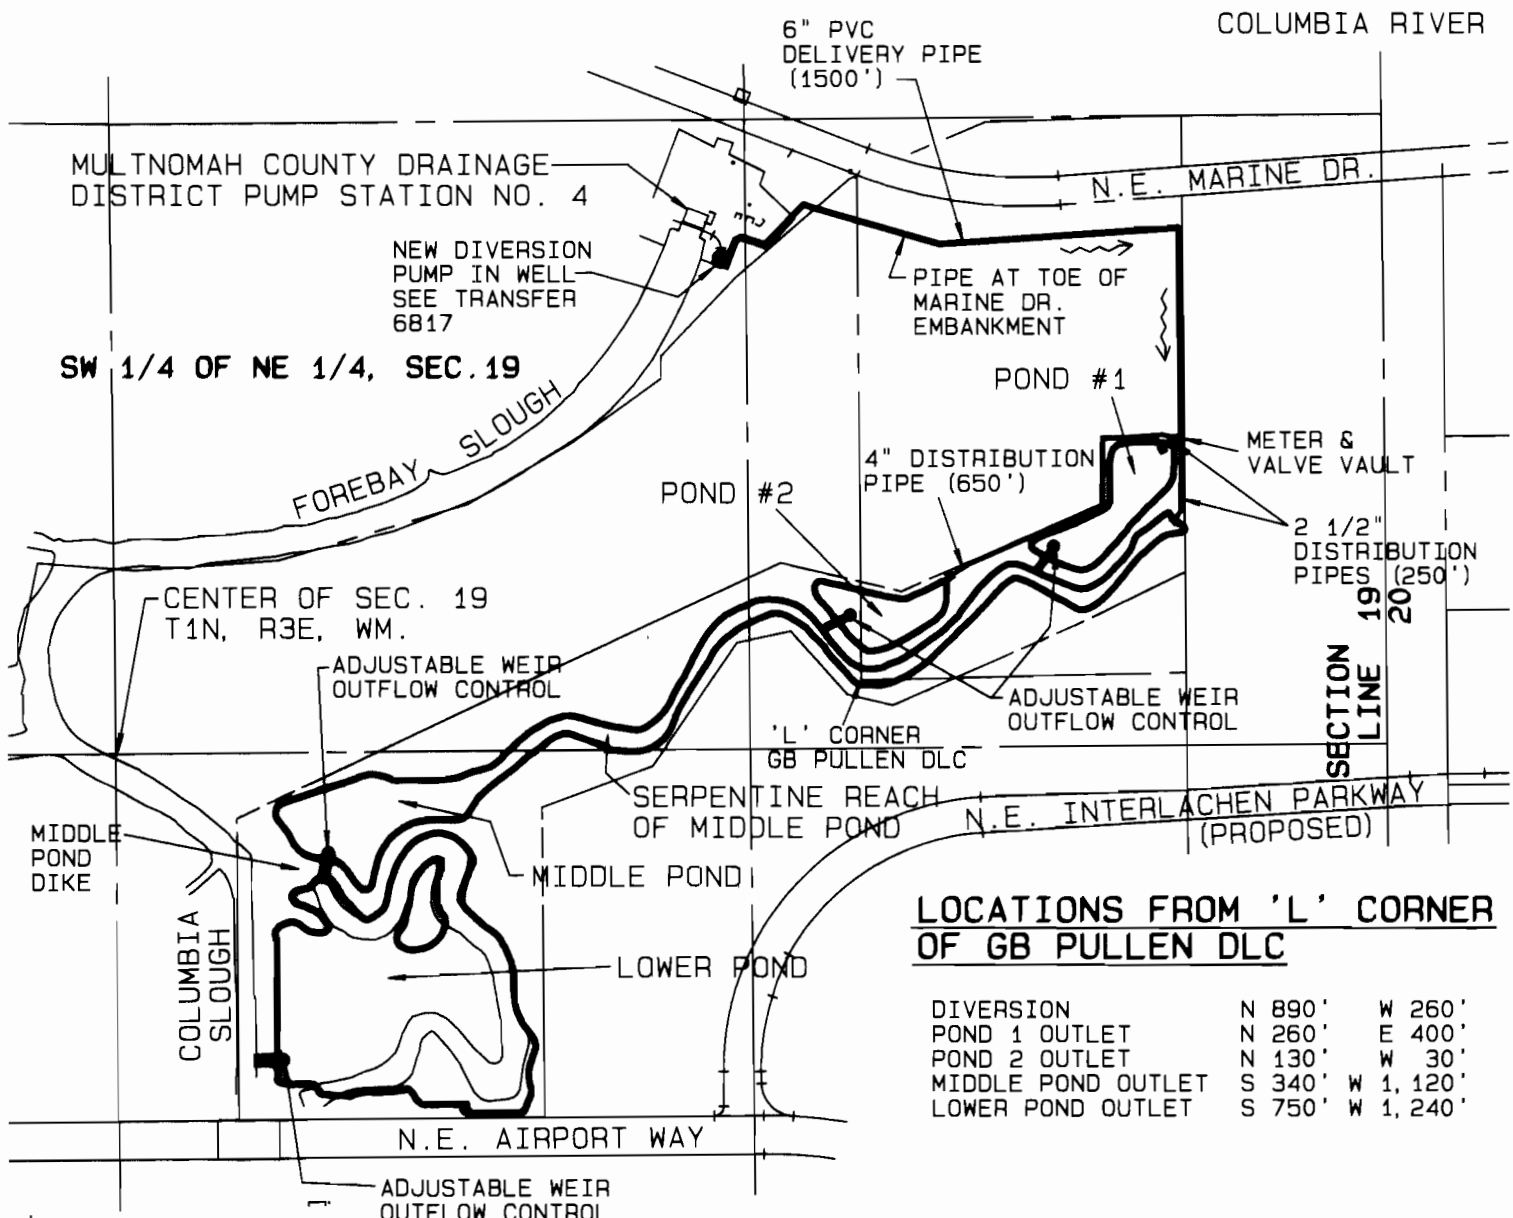 COLUMBIA RIVER
6" PVC
DELIVERY PIPE
(1500')
MULTNOMAH COUNTY DRAINAGE
DISTRICT PUMP STATION NO. 4
N.E. MARINE DR.
NEW DIVERSION
PUMP IN WELL
SEE TRANSFER
6817
PIPE AT TOE OF
MARINE DR.
EMBANKMENT
SW 1/4 OF NE 1/4, SEC.19
POND #1
FOREBAY SLOUGH
METER &
VALVE VAULT
4" DISTRIBUTION
PIPE (650')
POND #2
2 1/2"
DISTRIBUTION
PIPES (250')
CENTER OF SEC. 19
T1N, R3E, WM.
SECTION LINE 19
20
ADJUSTABLE WEIR
OUTFLOW CONTROL
ADJUSTABLE WEIR
OUTFLOW CONTROL
'L' CORNER
GB PULLEN DLC
SERPENTINE REACH
OF MIDDLE POND
N.E. INTERLACHEN PARKWAY
(PROPOSED)
MIDDLE
POND
DIKE
MIDDLE POND
COLUMBIA
SLOUGH
LOWER POND
LOCATIONS FROM 'L' CORNER
OF GB PULLEN DLC
DIVERSION N 890' W 260'
POND 1 OUTLET N 260' E 400'
POND 2 OUTLET N 130' W 30'
MIDDLE POND OUTLET S 340' W 1,120'
LOWER POND OUTLET S 750' W 1,240'
N.E. AIRPORT WAY
ADJUSTABLE WEIR
OUTFLOW CONTROL